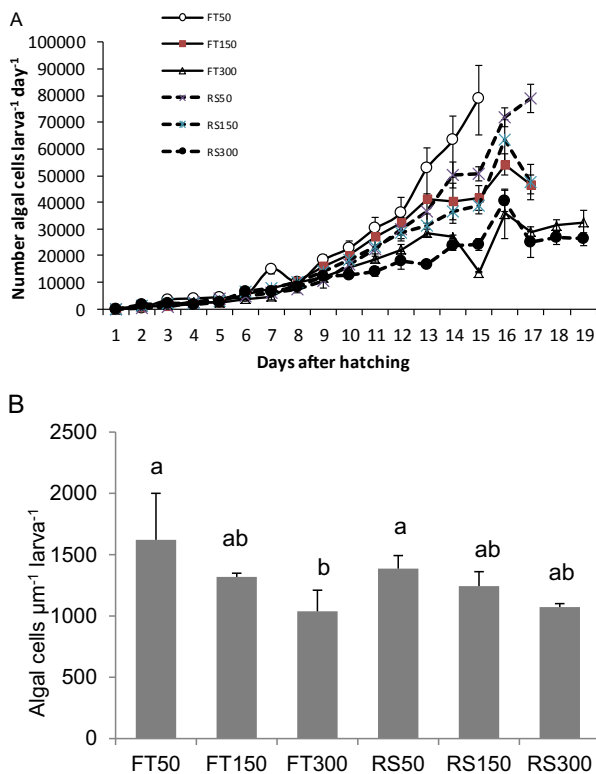 A
FT50
FT150
FT300
RS50
RS150
RS300
Number algal cells larva-1 day-1
100000
90000
80000
70000
60000
50000
40000
30000
20000
10000
0
1 2 3 4 5 6 7 8 9 10 11 12 13 14 15 16 17 18 19
Days after hatching
B
Algal cells µm-1 larva-1
2500
2000
1500
1000
500
0
a
ab
b
a
ab
ab
FT50 FT150 FT300 RS50 RS150 RS300